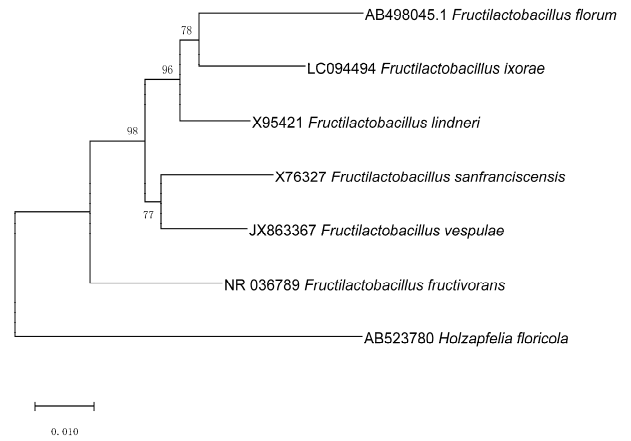 AB498045.1 Fructilactobacillus florum
78
LC094494 Fructilactobacillus ixorae
96
X95421 Fructilactobacillus lindneri
98
X76327 Fructilactobacillus sanfranciscensis
77
JX863367 Fructilactobacillus vespulae
NR 036789 Fructilactobacillus fructivorans
AB523780 Holzapfelia floricola
0.010